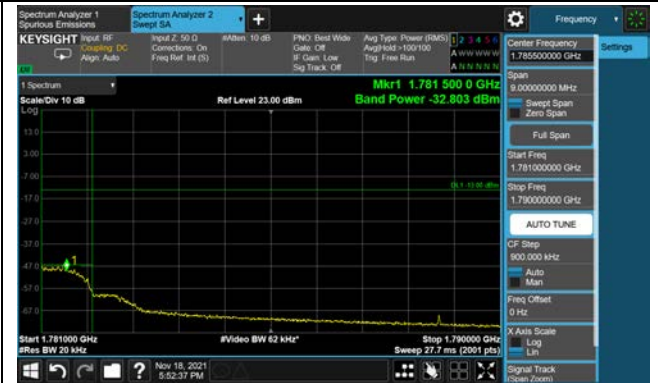 Spectrum Analyzer 1
Spurious Emissions
Spectrum Analyzer 2
Swept SA
Frequency
KEYSIGHT
Input: RF
Coupling: DC
Align: Auto
Input Z: 50 Ω
Corrections: On
Freq Ref: Int (S)
#Atten: 10 dB
PNO: Best Wide
Gate: Off
IF Gain: Low
Sig Track: Off
Avg Type: Power (RMS)
Avg|Hold:>100/100
Trig: Free Run
1 2 3 4 5 6
A W W W W W
A N N N N N
1 Spectrum
Scale/Div 10 dB
Log
Ref Level 23.00 dBm
Mkr1 1.781 500 0 GHz
Band Power -32.803 dBm
13.0
3.00
-7.00
-17.0
-27.0
-37.0
-47.0
-57.0
-67.0
DL1 -13.00 dBm
1
Start 1.781000 GHz
#Res BW 20 kHz
#Video BW 62 kHz*
Stop 1.790000 GHz
Sweep 27.7 ms (2001 pts)
Nov 18, 2021
5:52:37 PM
Center Frequency
1.785500000 GHz
Settings
Span
9.00000000 MHz
Swept Span
Zero Span
Full Span
Start Freq
1.781000000 GHz
Stop Freq
1.790000000 GHz
AUTO TUNE
CF Step
900.000 kHz
Auto
Man
Freq Offset
0 Hz
X Axis Scale
Log
Lin
Signal Track
(Span Zoom)